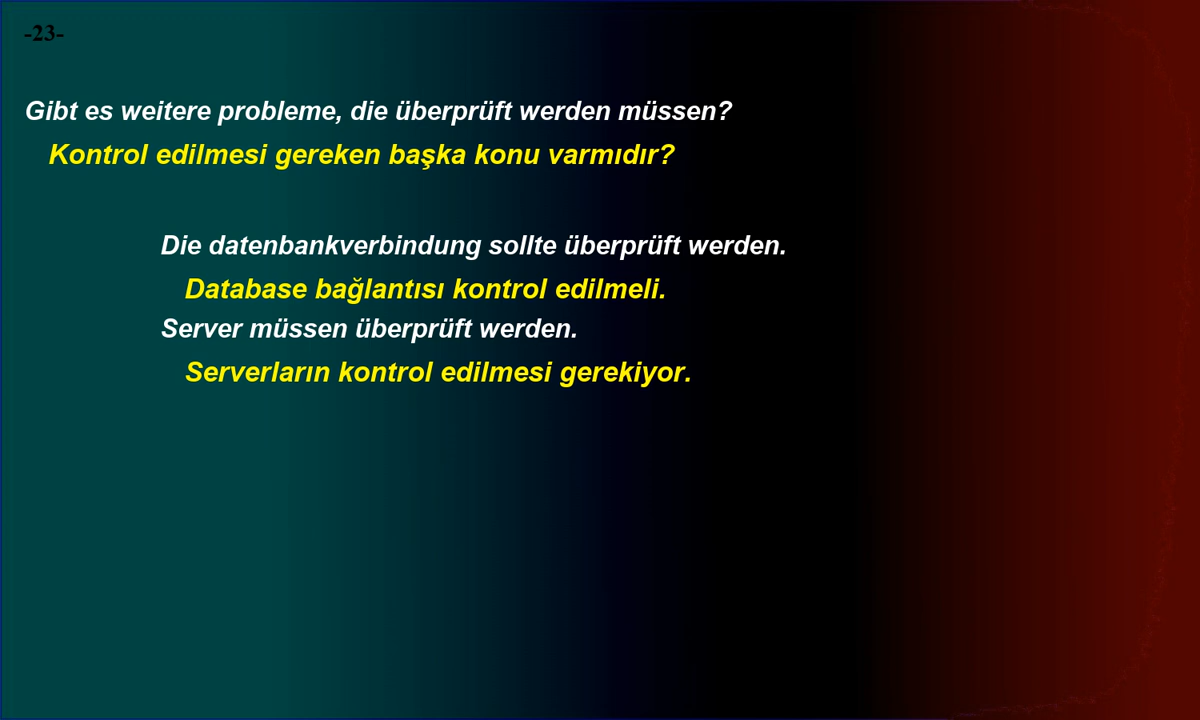 -23-
Gibt es weitere probleme, die überprüft werden müssen?
Kontrol edilmesi gereken başka konu varmıdır?
Die datenbankverbindung sollte überprüft werden.
Database bağlantısı kontrol edilmeli.
Server müssen überprüft werden.
Serverların kontrol edilmesi gerekiyor.